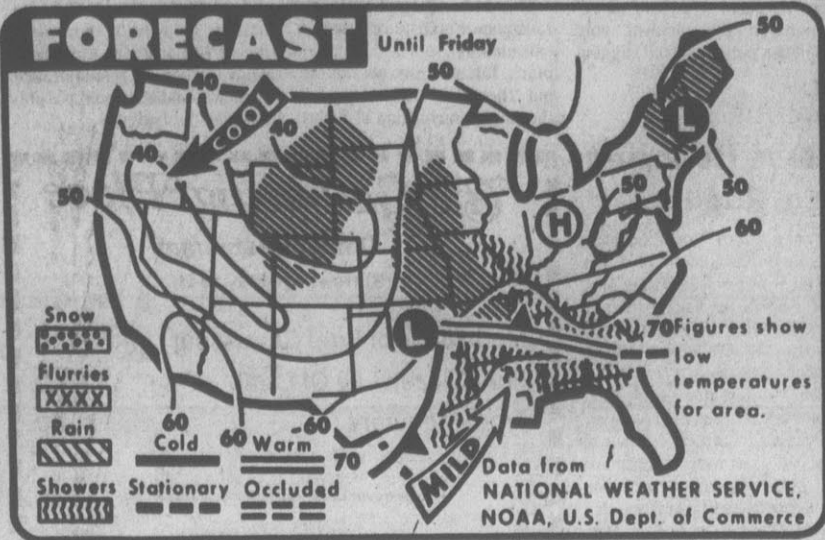 FORECAST
Until Friday
50
50
40
COOL
40
40
L
50
50
50
H
60
Snow
L
70
Figures show
low
temperatures
for area.
Flurries
XXXX
Rain
60
60
60
Cold
Warm
70
MILD
Showers
Stationary
Occluded
Data from
NATIONAL WEATHER SERVICE,
NOAA, U.S. Dept. of Commerce